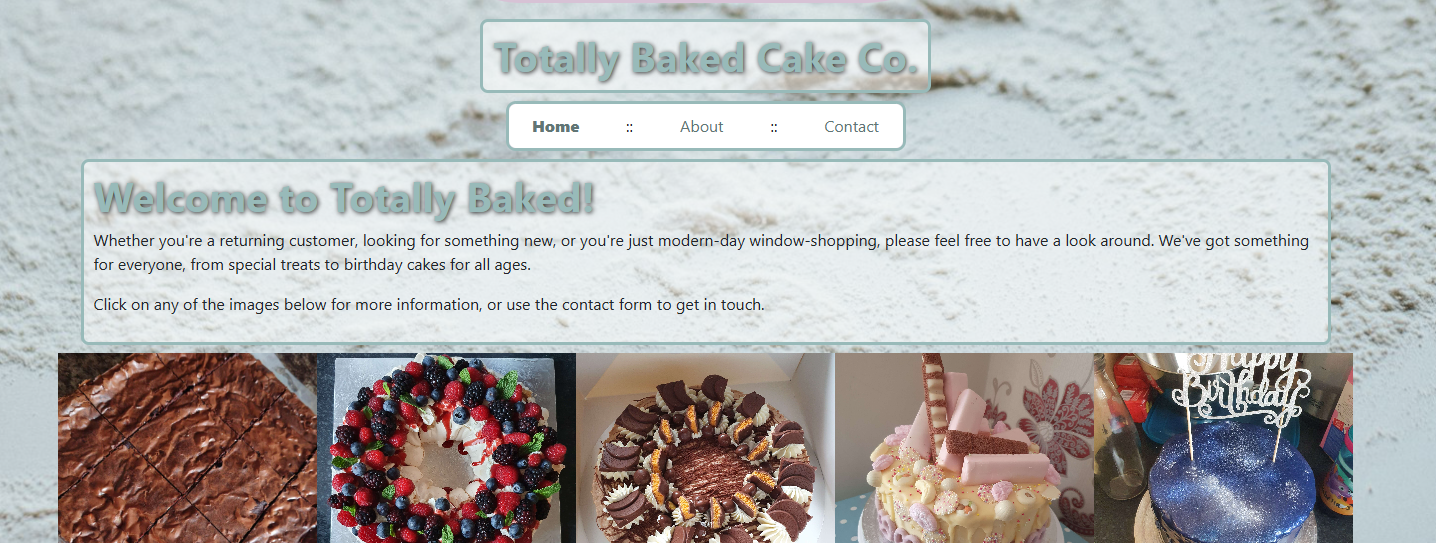 Totally Baked Cake Co.
Home :: About :: Contact
Welcome to Totally Baked!
Whether you're a returning customer, looking for something new, or you're just modern-day window-shopping, please feel free to have a look around. We've got something
for everyone, from special treats to birthday cakes for all ages.
Click on any of the images below for more information, or use the contact form to get in touch.
Happy
Birthday